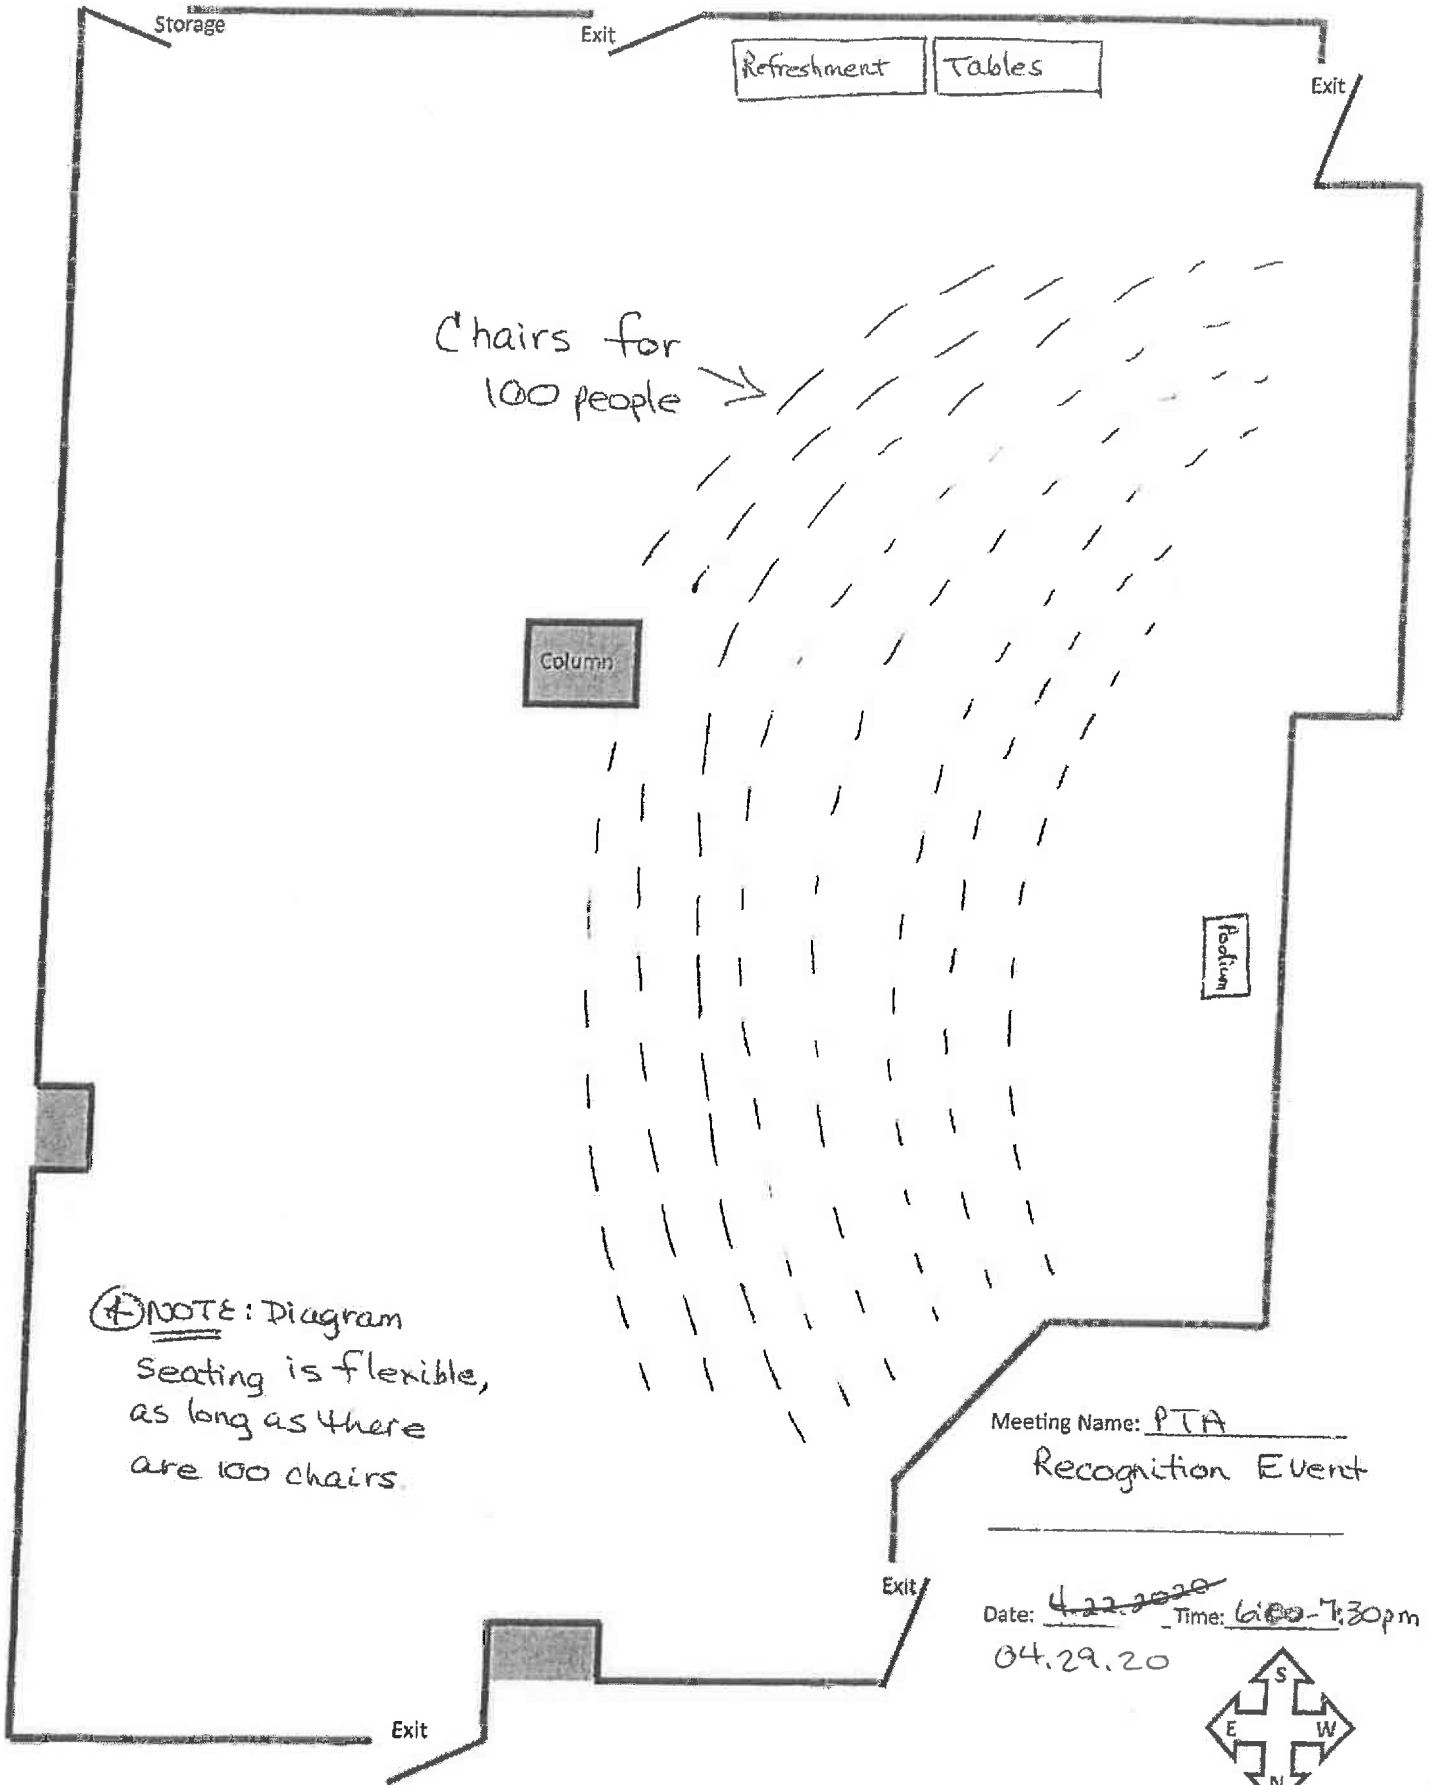 Storage
Exit
Refreshment Tables
Exit
Chairs for
100 people
Column
Podium
NOTE: Diagram
seating is flexible,
as long as there
are 100 chairs.
Meeting Name: PTA
Recognition Event
Exit
Date: 4.22.2020 Time: 6:00-7:30pm
04.29.20
Exit
S
E W
N